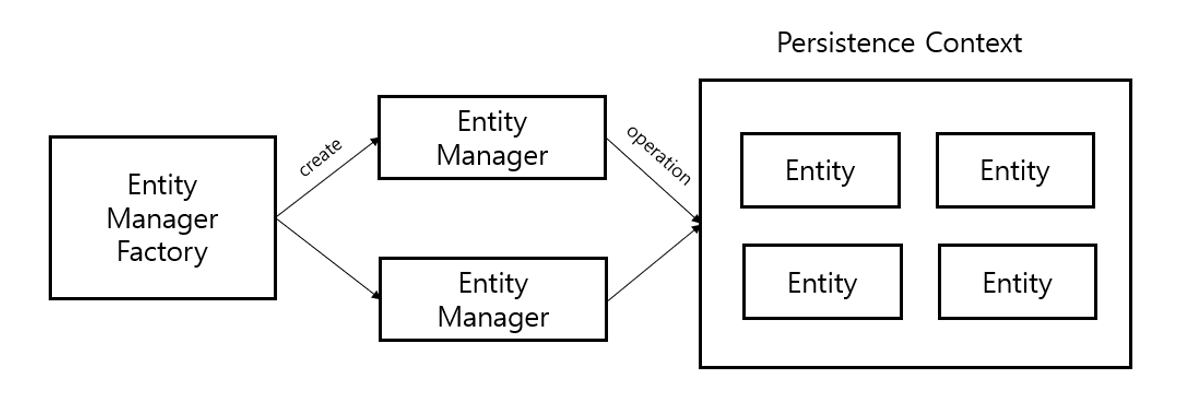 Persistence Context
Entity
Manager
Factory
create
Entity
Manager
operation
Entity
Manager
Entity
Entity
Entity
Entity